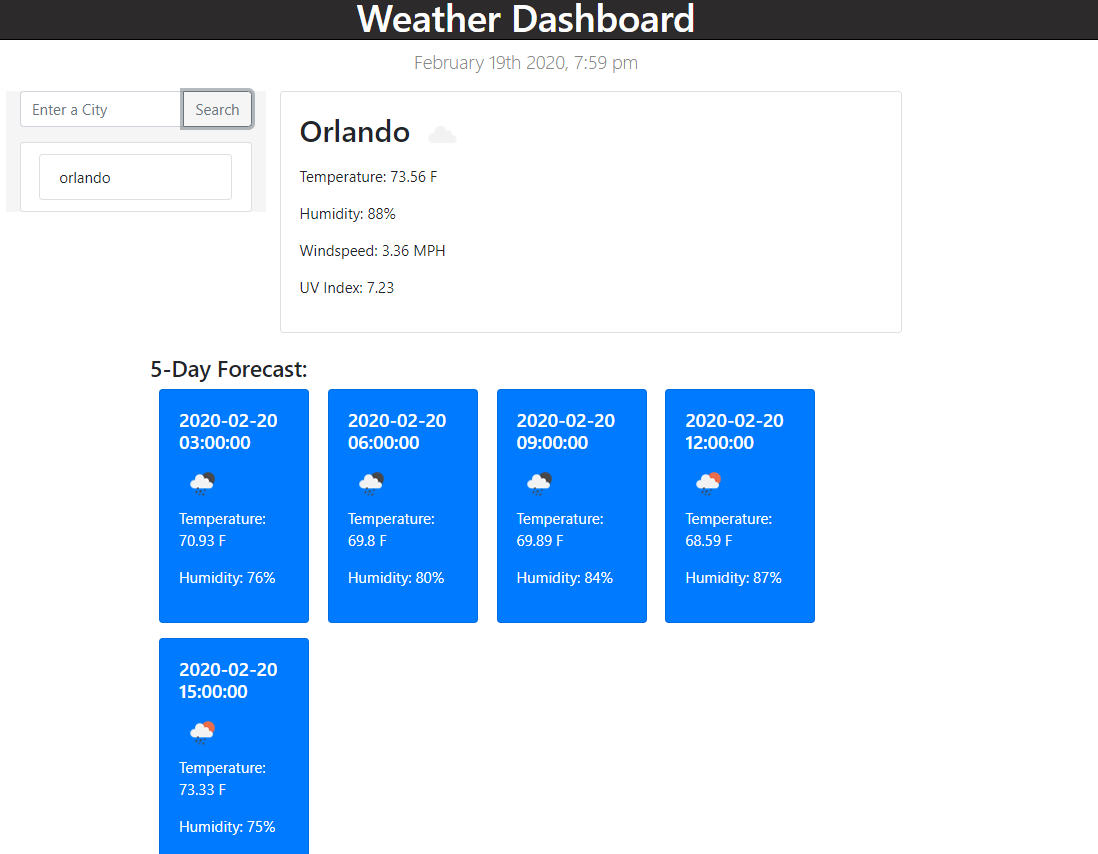 Weather Dashboard
February 19th 2020, 7:59 pm
Enter a City
Search
orlando
Orlando
Temperature: 73.56 F
Humidity: 88%
Windspeed: 3.36 MPH
UV Index: 7.23
5-Day Forecast:
2020-02-20
03:00:00
Temperature:
70.93 F
Humidity: 76%
2020-02-20
06:00:00
Temperature:
69.8 F
Humidity: 80%
2020-02-20
09:00:00
Temperature:
69.89 F
Humidity: 84%
2020-02-20
12:00:00
Temperature:
68.59 F
Humidity: 87%
2020-02-20
15:00:00
Temperature:
73.33 F
Humidity: 75%